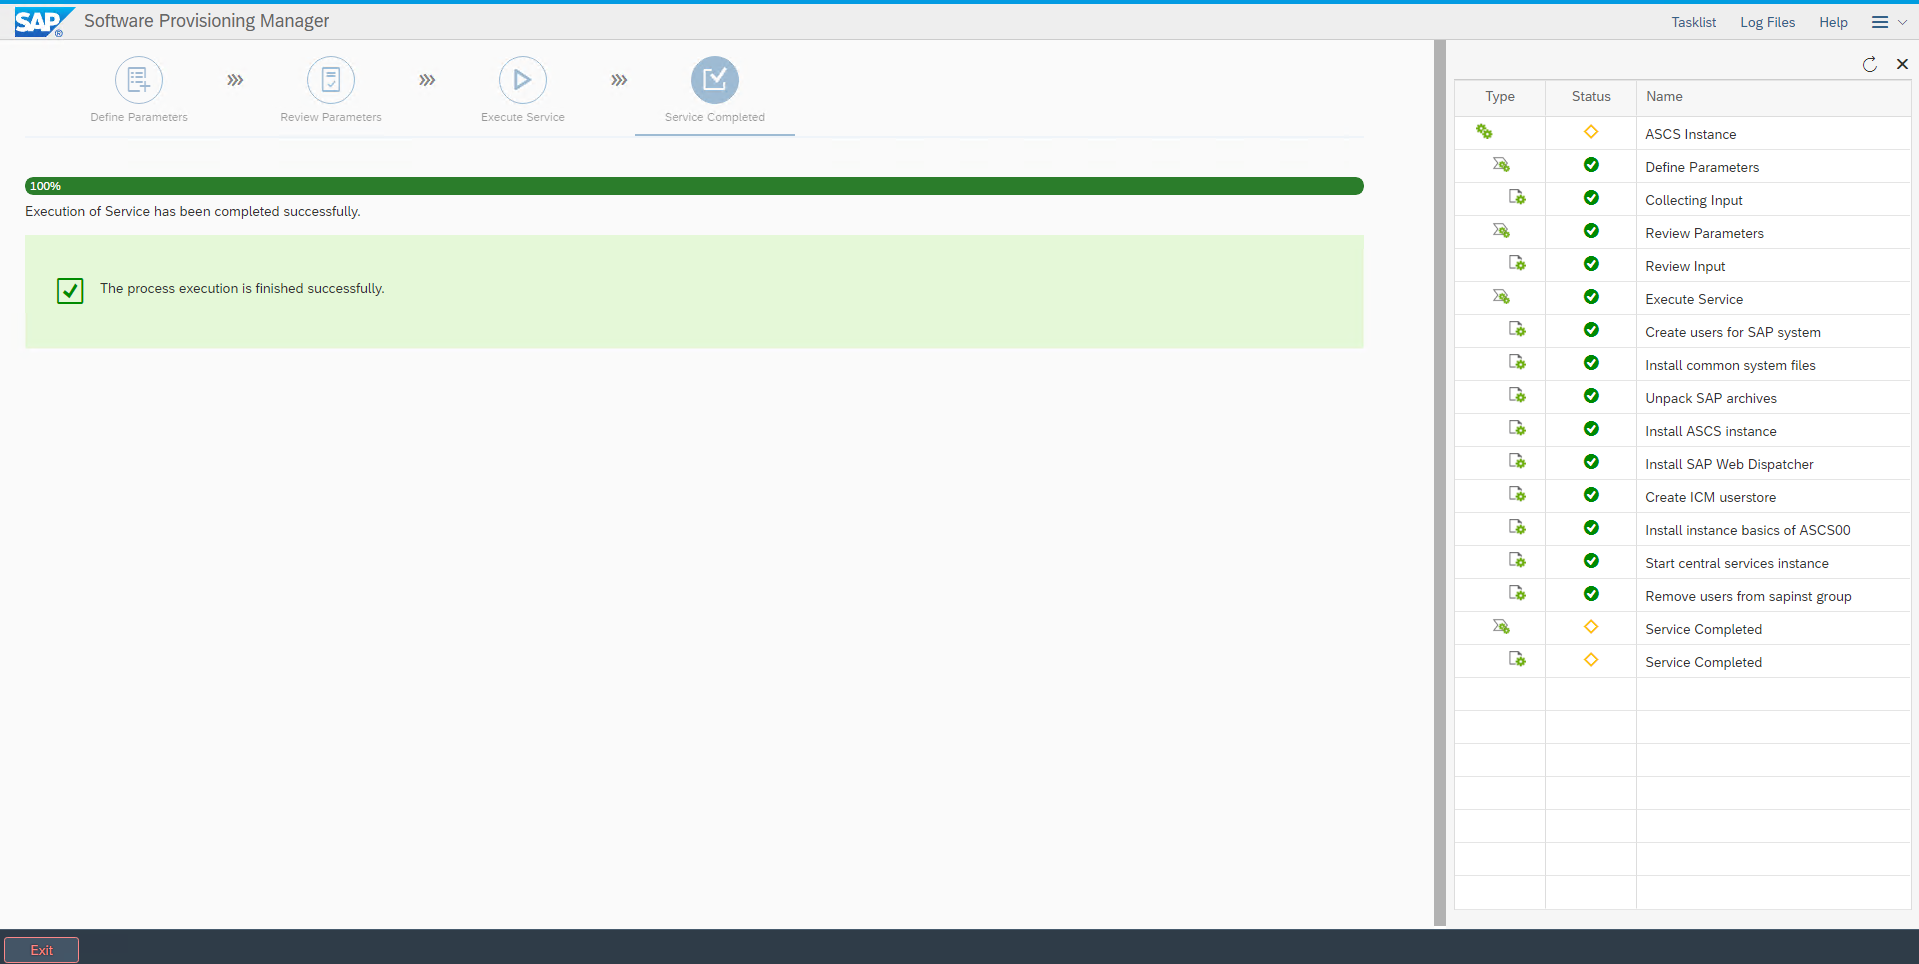 SAP ®
Software Provisioning Manager
Tasklist
Log Files
Help
Define Parameters
Review Parameters
Execute Service
Service Completed
100%
Execution of Service has been completed successfully.
The process execution is finished successfully.
Type Status Name
ASCS Instance
Define Parameters
Collecting Input
Review Parameters
Review Input
Execute Service
Create users for SAP system
Install common system files
Unpack SAP archives
Install ASCS instance
Install SAP Web Dispatcher
Create ICM userstore
Install instance basics of ASCS00
Start central services instance
Remove users from sapinst group
Service Completed
Service Completed
Exit